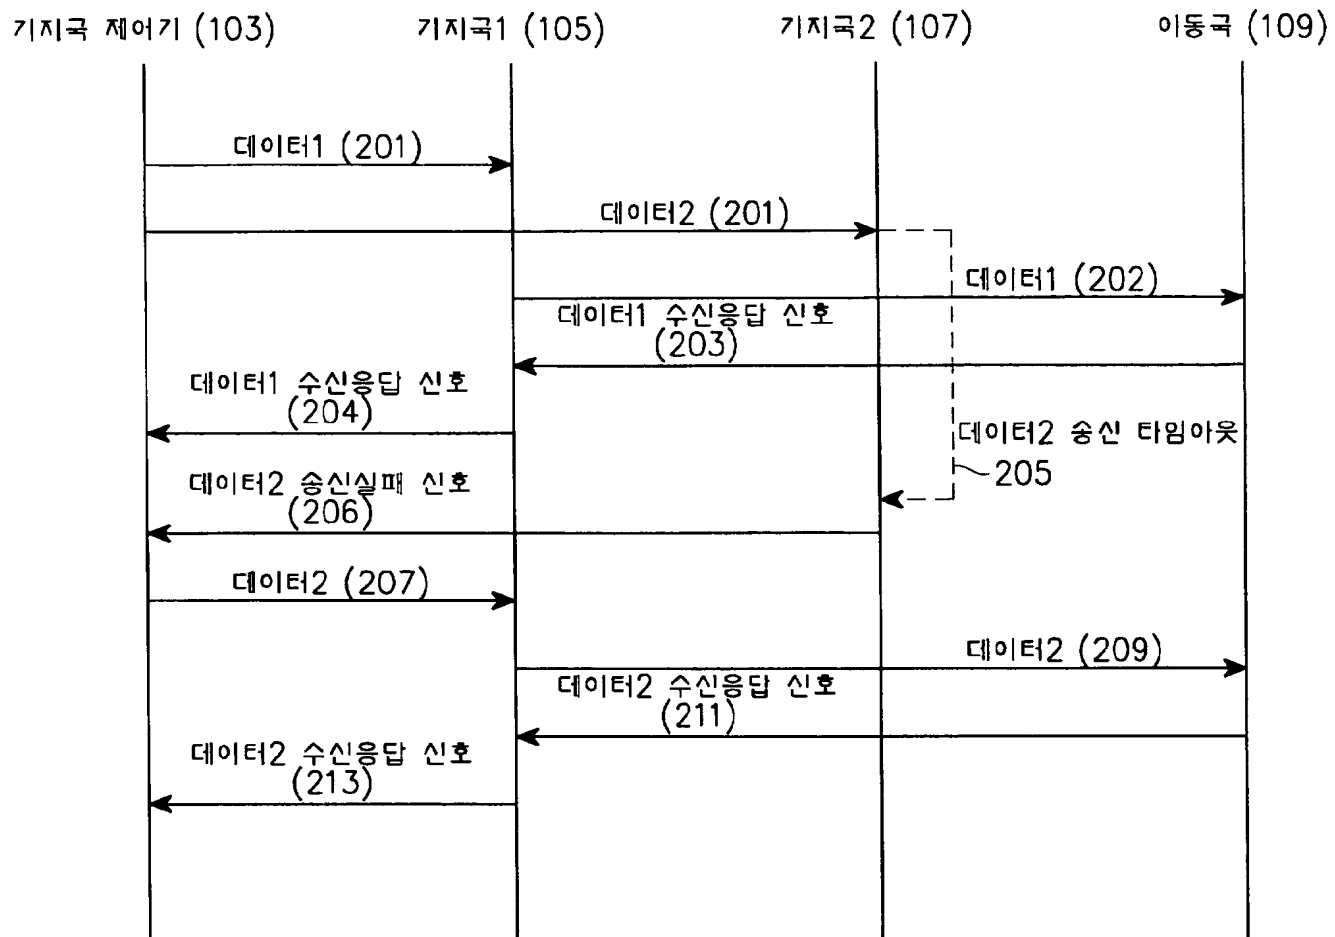 기지국 제어기 (103)
기지국1 (105)
기지국2 (107)
이동국 (109)
데이터1 (201)
데이터2 (201)
데이터1 (202)
데이터1 수신응답 신호
(203)
데이터1 수신응답 신호
(204)
데이터2 송신 타임아웃
205
데이터2 송신실패 신호
(206)
데이터2 (207)
데이터2 (209)
데이터2 수신응답 신호
(211)
데이터2 수신응답 신호
(213)